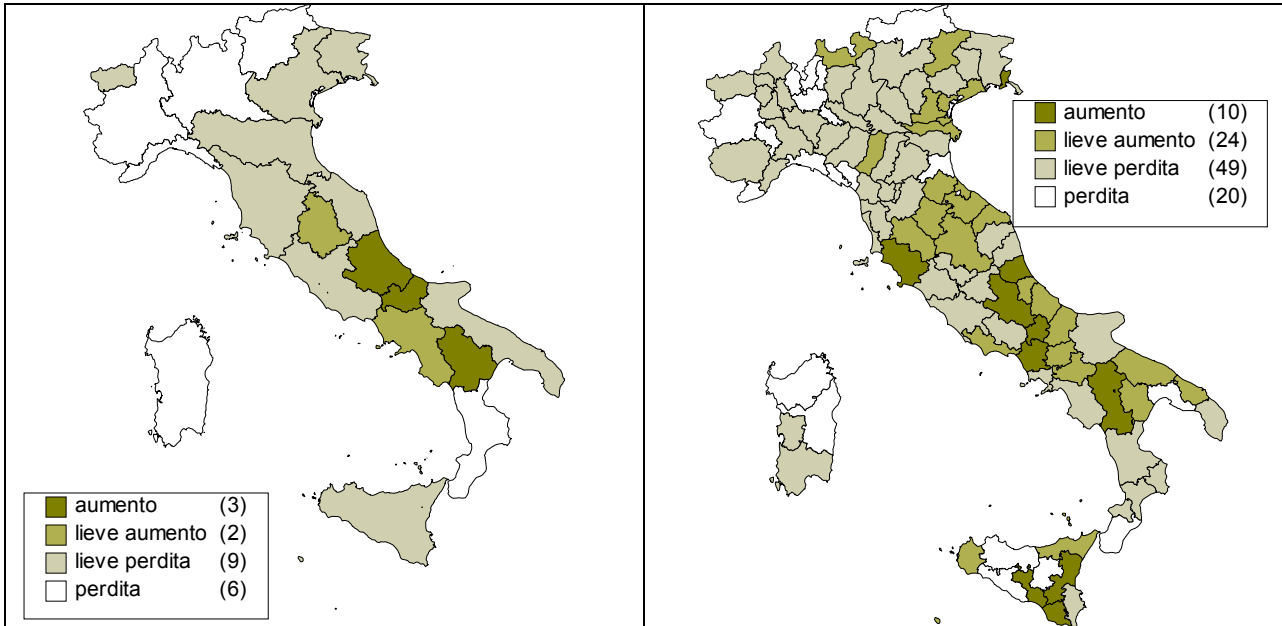 aumento (3)
lieve aumento (2)
lieve perdita (9)
perdita (6)
aumento (10)
lieve aumento (24)
lieve perdita (49)
perdita (20)